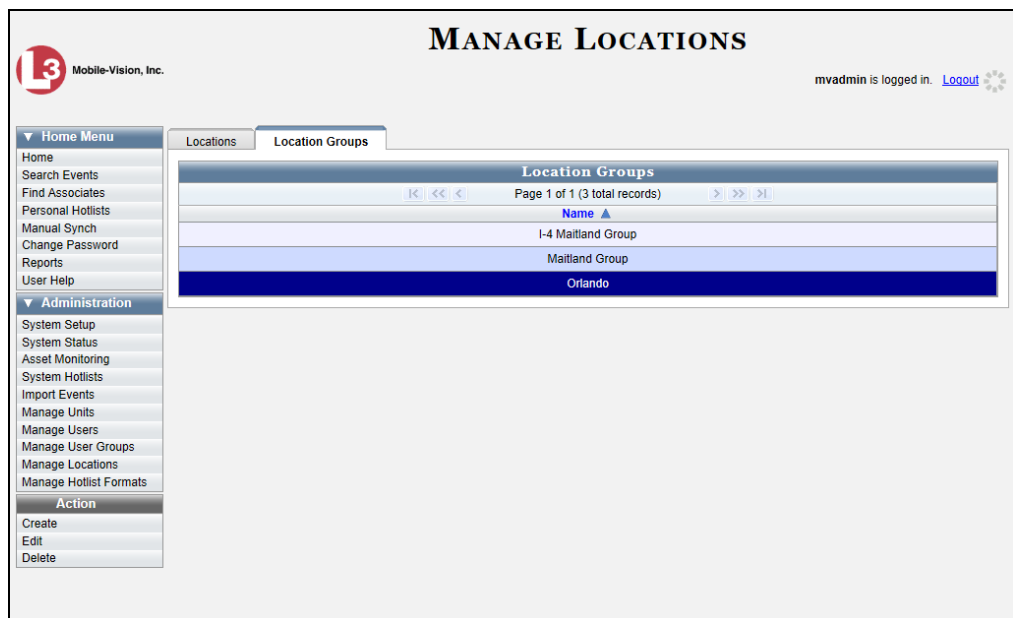 MANAGE LOCATIONS
L3 Mobile-Vision, Inc.
mvadmin is logged in. Logout
▼ Home Menu
Home
Search Events
Find Associates
Personal Hotlists
Manual Synch
Change Password
Reports
User Help
▼ Administration
System Setup
System Status
Asset Monitoring
System Hotlists
Import Events
Manage Units
Manage Users
Manage User Groups
Manage Locations
Manage Hotlist Formats
Action
Create
Edit
Delete
Locations Location Groups
Location Groups
|< << < Page 1 of 1 (3 total records) > >> >|
Name ▲
I-4 Maitland Group
Maitland Group
Orlando